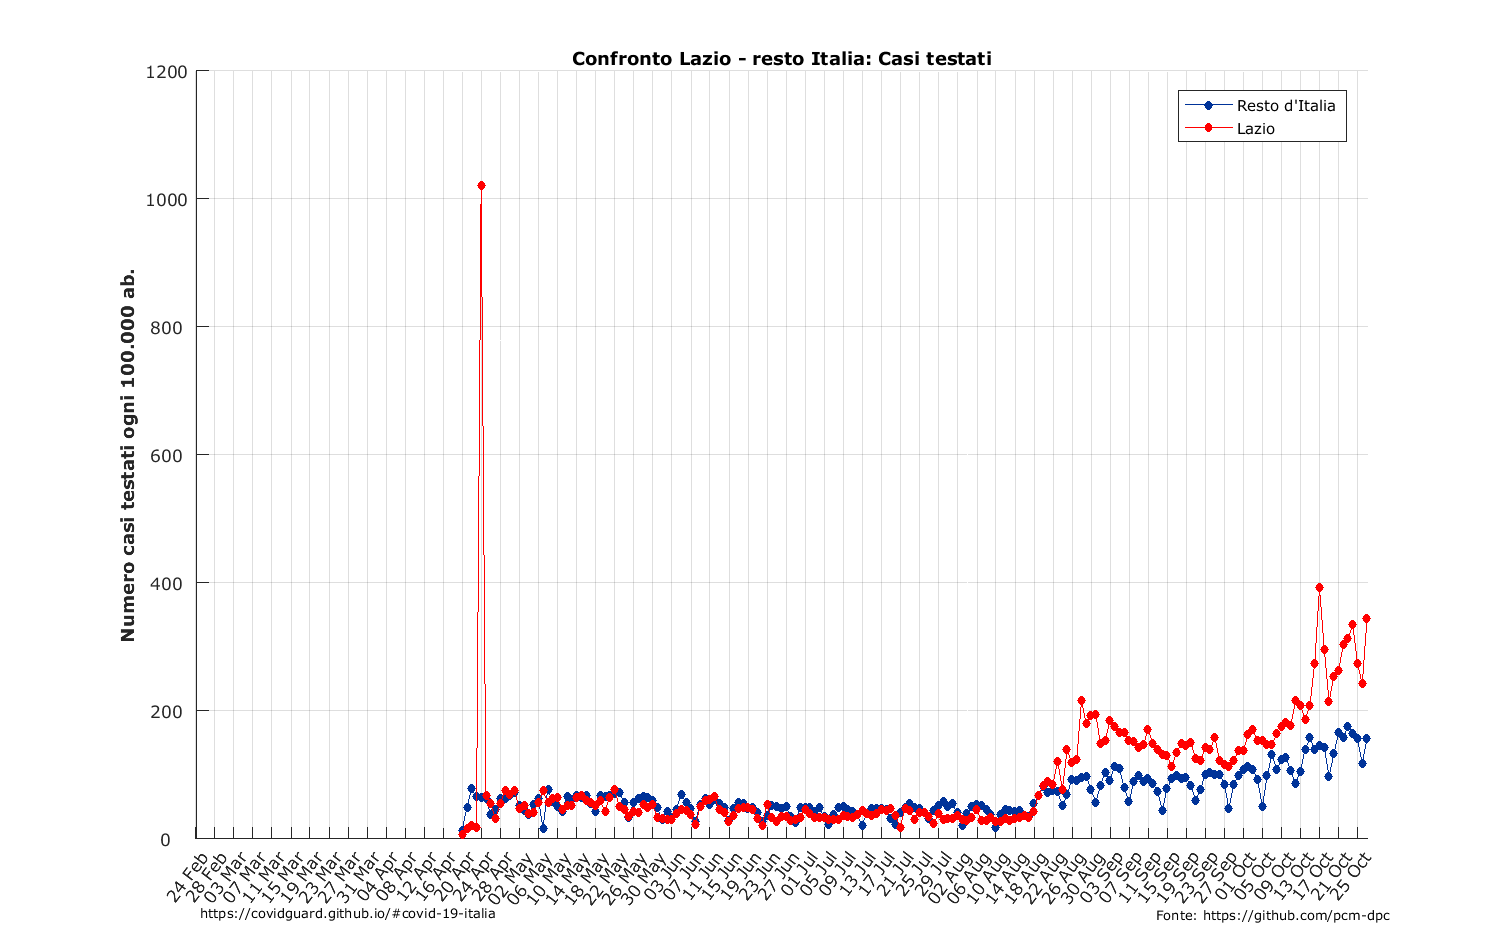 Confronto Lazio - resto Italia: Casi testati
1200
1000
800
600
400
200
0
Numero casi testati ogni 100.000 ab.
Resto d'Italia
Lazio
24 Feb
28 Feb
03 Mar
07 Mar
11 Mar
15 Mar
19 Mar
23 Mar
27 Mar
31 Mar
04 Apr
08 Apr
12 Apr
16 Apr
20 Apr
24 Apr
28 Apr
02 May
06 May
10 May
14 May
18 May
22 May
26 May
30 May
03 Jun
07 Jun
11 Jun
15 Jun
19 Jun
23 Jun
27 Jun
01 Jul
05 Jul
09 Jul
13 Jul
17 Jul
21 Jul
25 Jul
29 Jul
02 Aug
06 Aug
10 Aug
14 Aug
18 Aug
22 Aug
26 Aug
30 Aug
03 Sep
07 Sep
11 Sep
15 Sep
19 Sep
23 Sep
27 Sep
01 Oct
05 Oct
09 Oct
13 Oct
17 Oct
21 Oct
25 Oct
https://covidguard.github.io/#covid-19-italia
Fonte: https://github.com/pcm-dpc